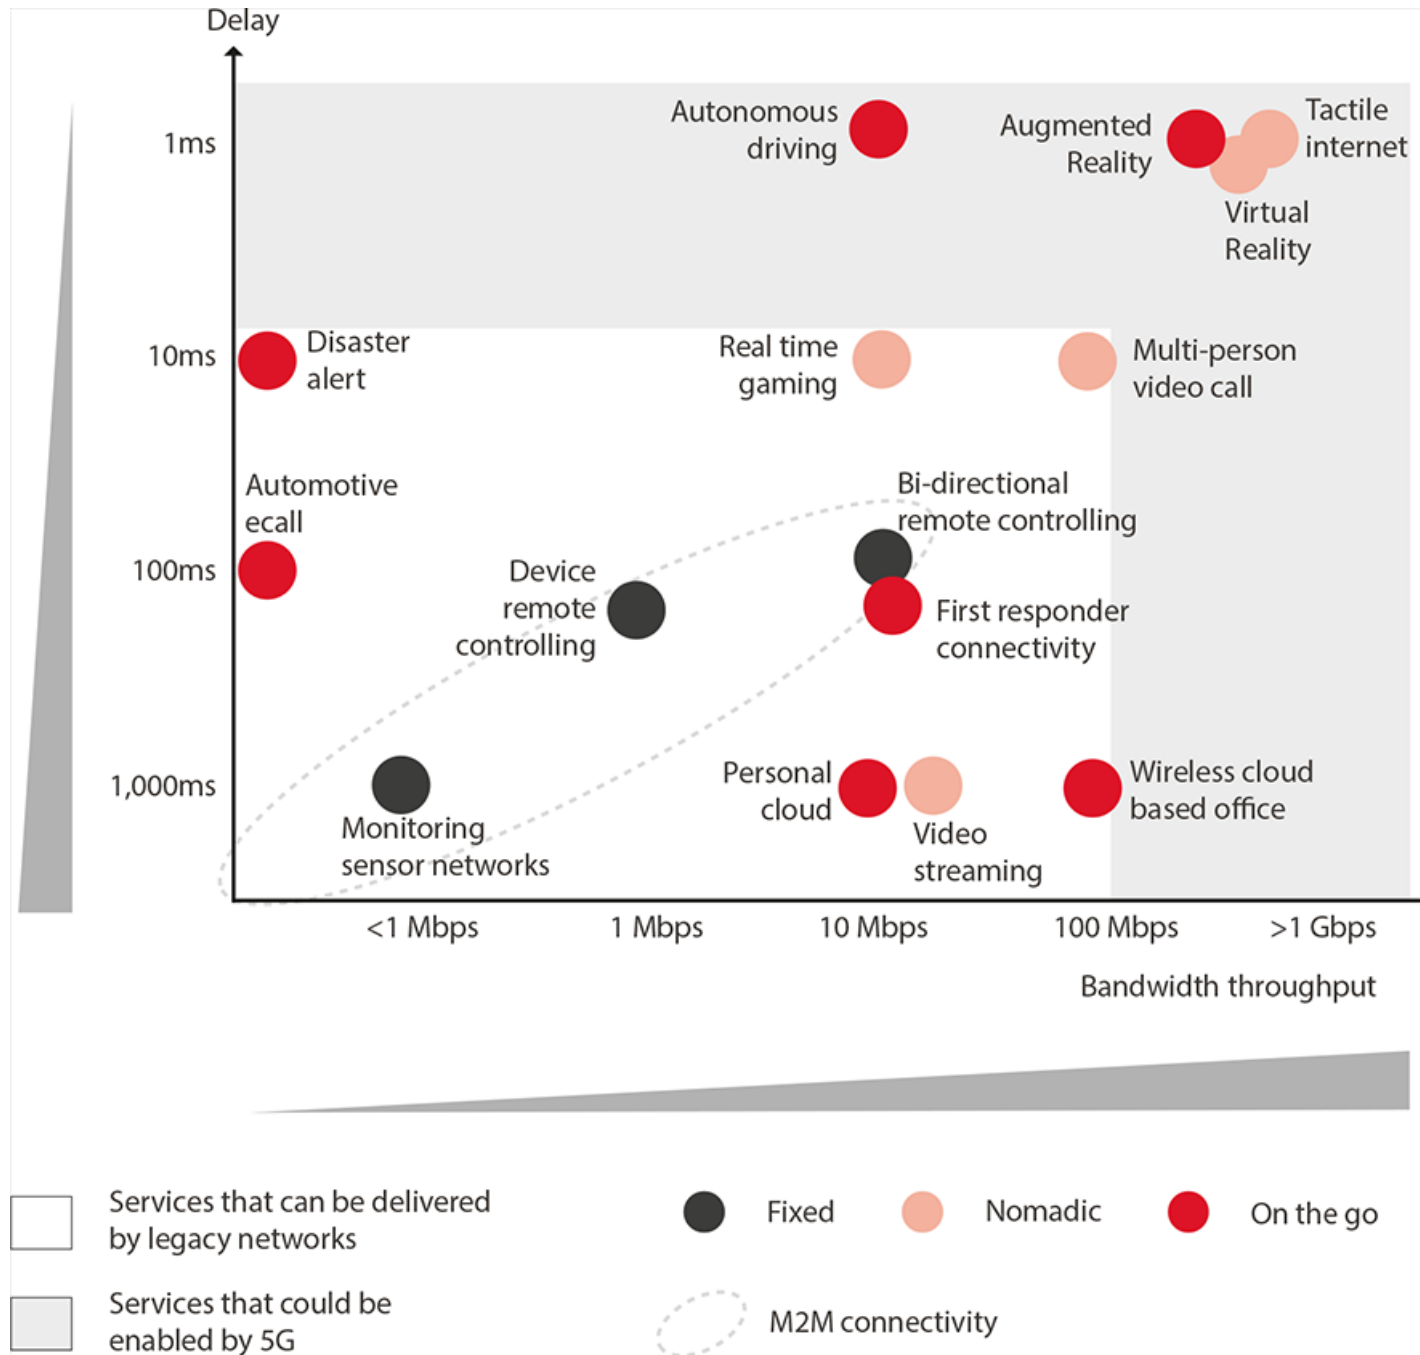 Delay
1ms
Autonomous
driving
Augmented
Reality
Tactile
internet
Virtual
Reality
10ms
Disaster
alert
Real time
gaming
Multi-person
video call
Automotive
ecall
Bi-directional
remote controlling
100ms
Device
remote
controlling
First responder
connectivity
1,000ms
Monitoring
sensor networks
Personal
cloud
Video
streaming
Wireless cloud
based office
<1 Mbps
1 Mbps
10 Mbps
100 Mbps
>1 Gbps
Bandwidth throughput
Services that can be delivered
by legacy networks
Fixed
Nomadic
On the go
Services that could be
enabled by 5G
M2M connectivity